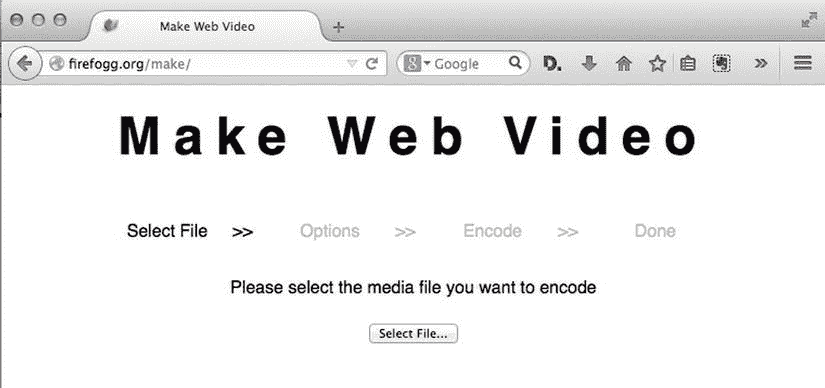 Make Web Video
firefogg.org/make/
Google
D.
Make Web Video
Select File >> Options >> Encode >> Done
Please select the media file you want to encode
Select File...